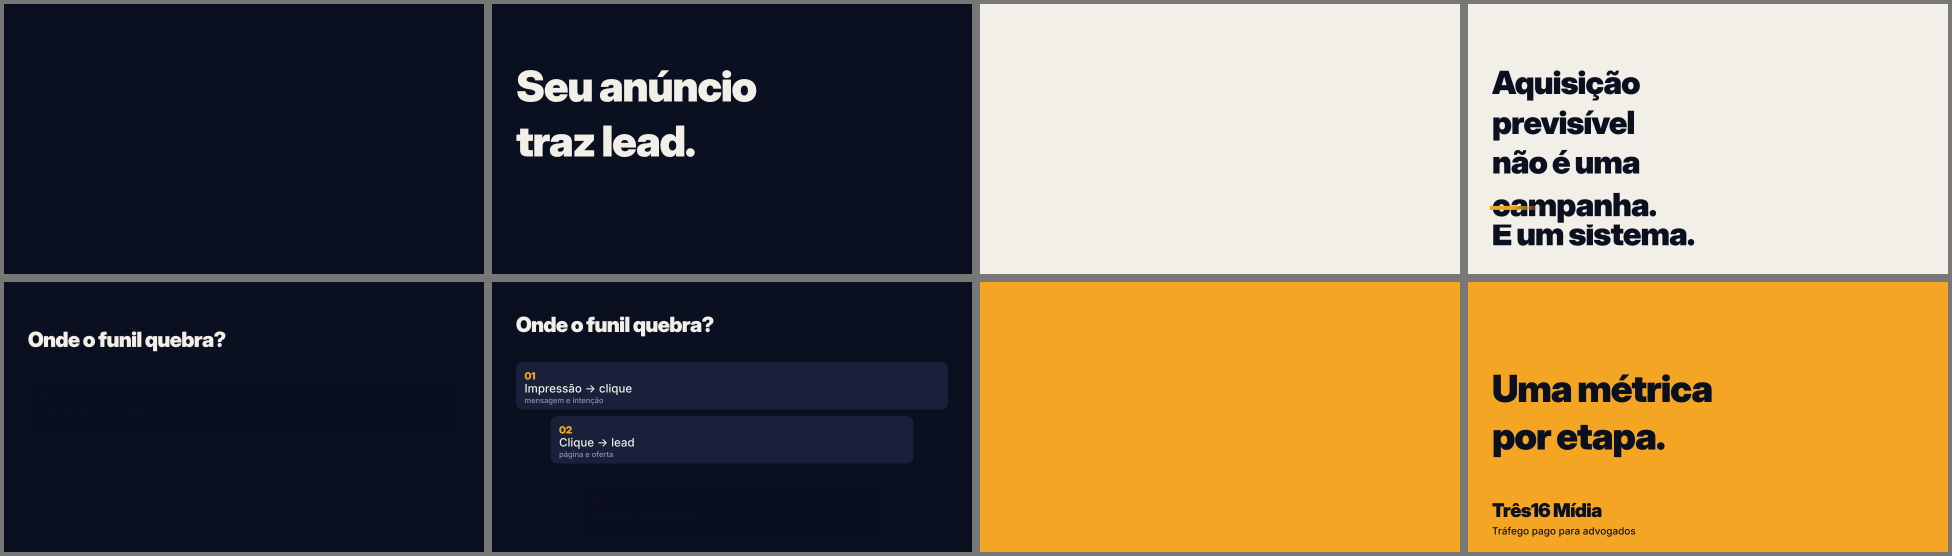 Seu anúncio
traz lead.
Aquisição
previsível
não é uma
campanha.
É um sistema.
Onde o funil quebra?
Onde o funil quebra?
01
Impressão → clique
mensagem e intenção
02
Clique → lead
página e oferta
Uma métrica
por etapa.
Três16 Mídia
Tráfego pago para advogados